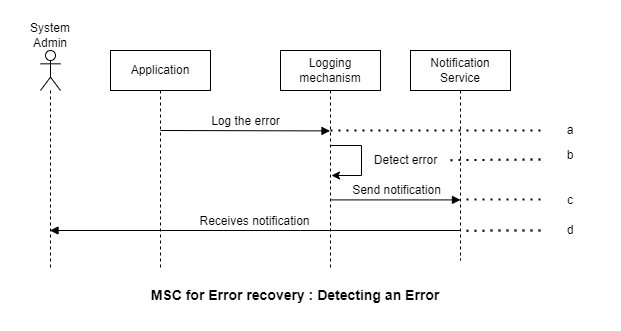 System
Admin
Application
Logging
mechanism
Notification
Service
Log the error
a
Detect error
b
Send notification
c
Receives notification
d
MSC for Error recovery : Detecting an Error